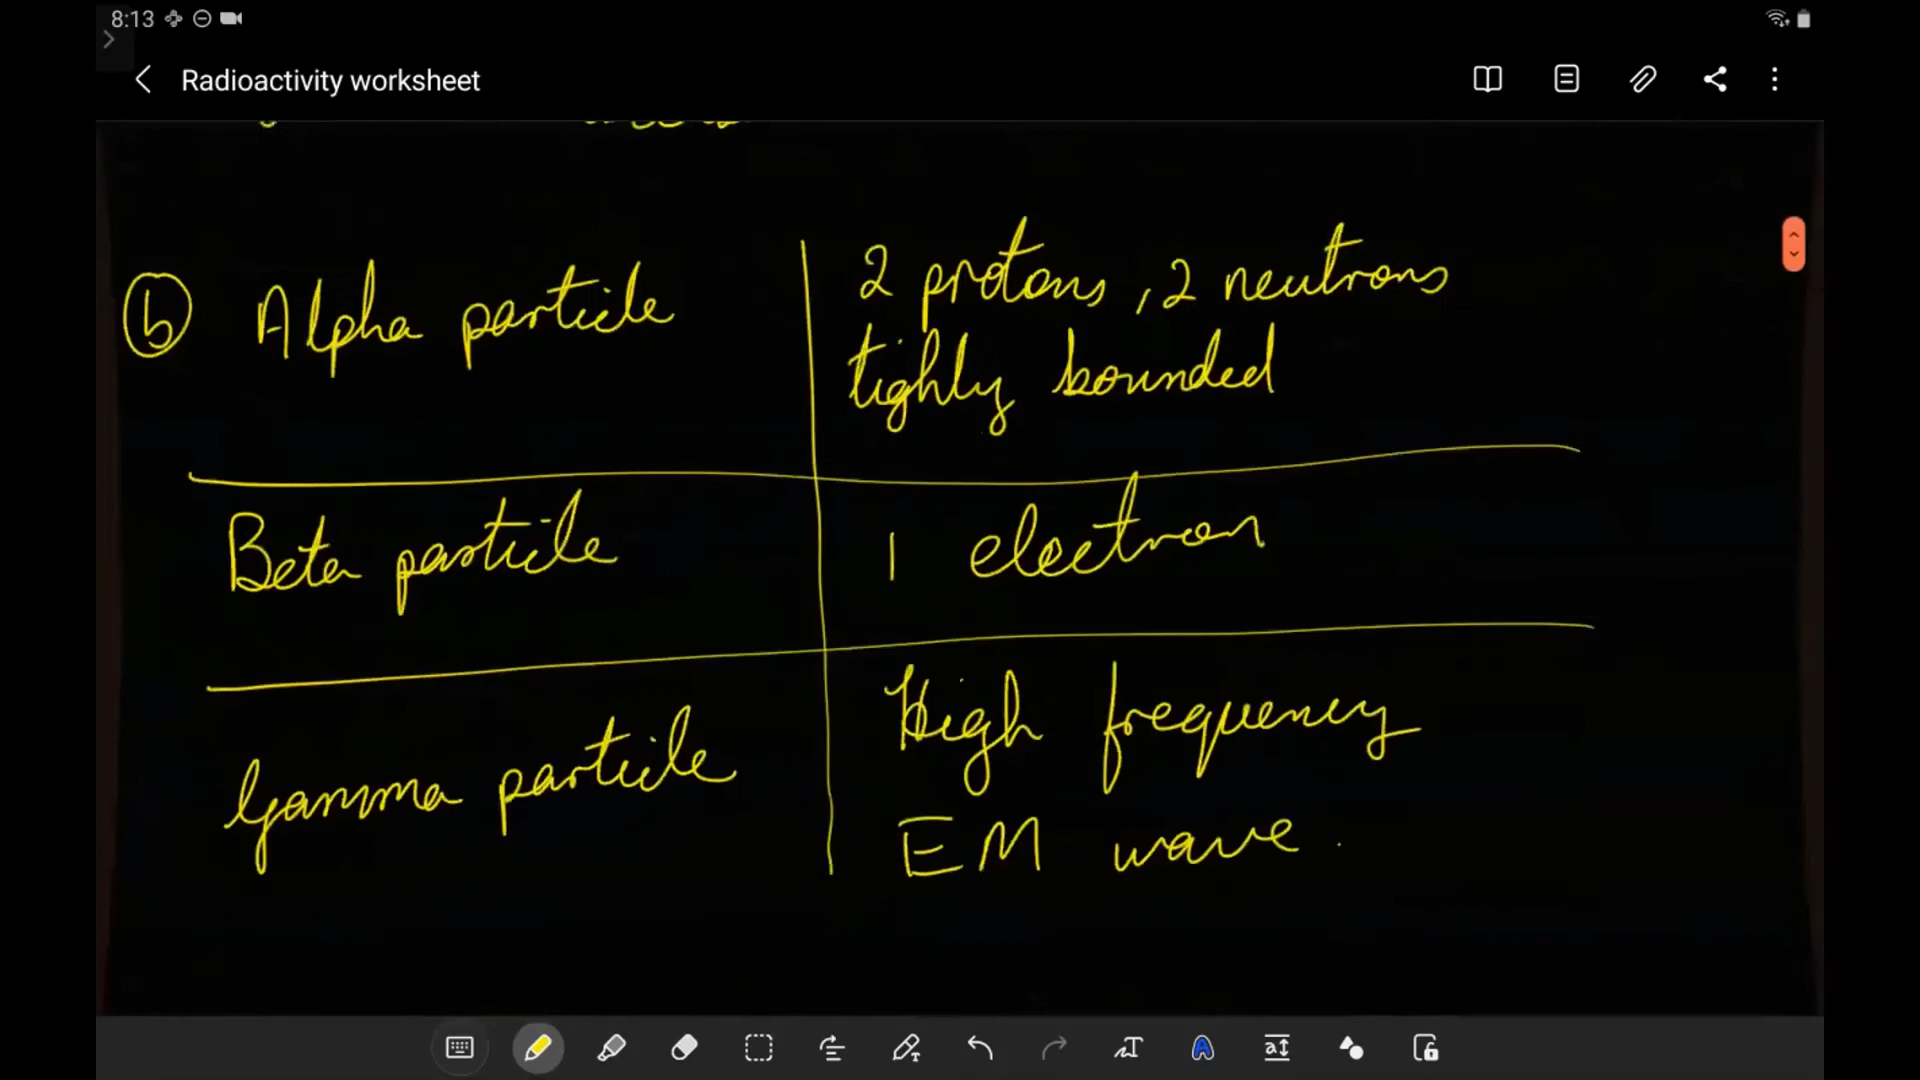 8:13
Radioactivity worksheet
b Alpha particle
2 protons, 2 neutrons
tighly bounded
Beta particle
1 electron
Gamma particle
High frequency
EM wave.